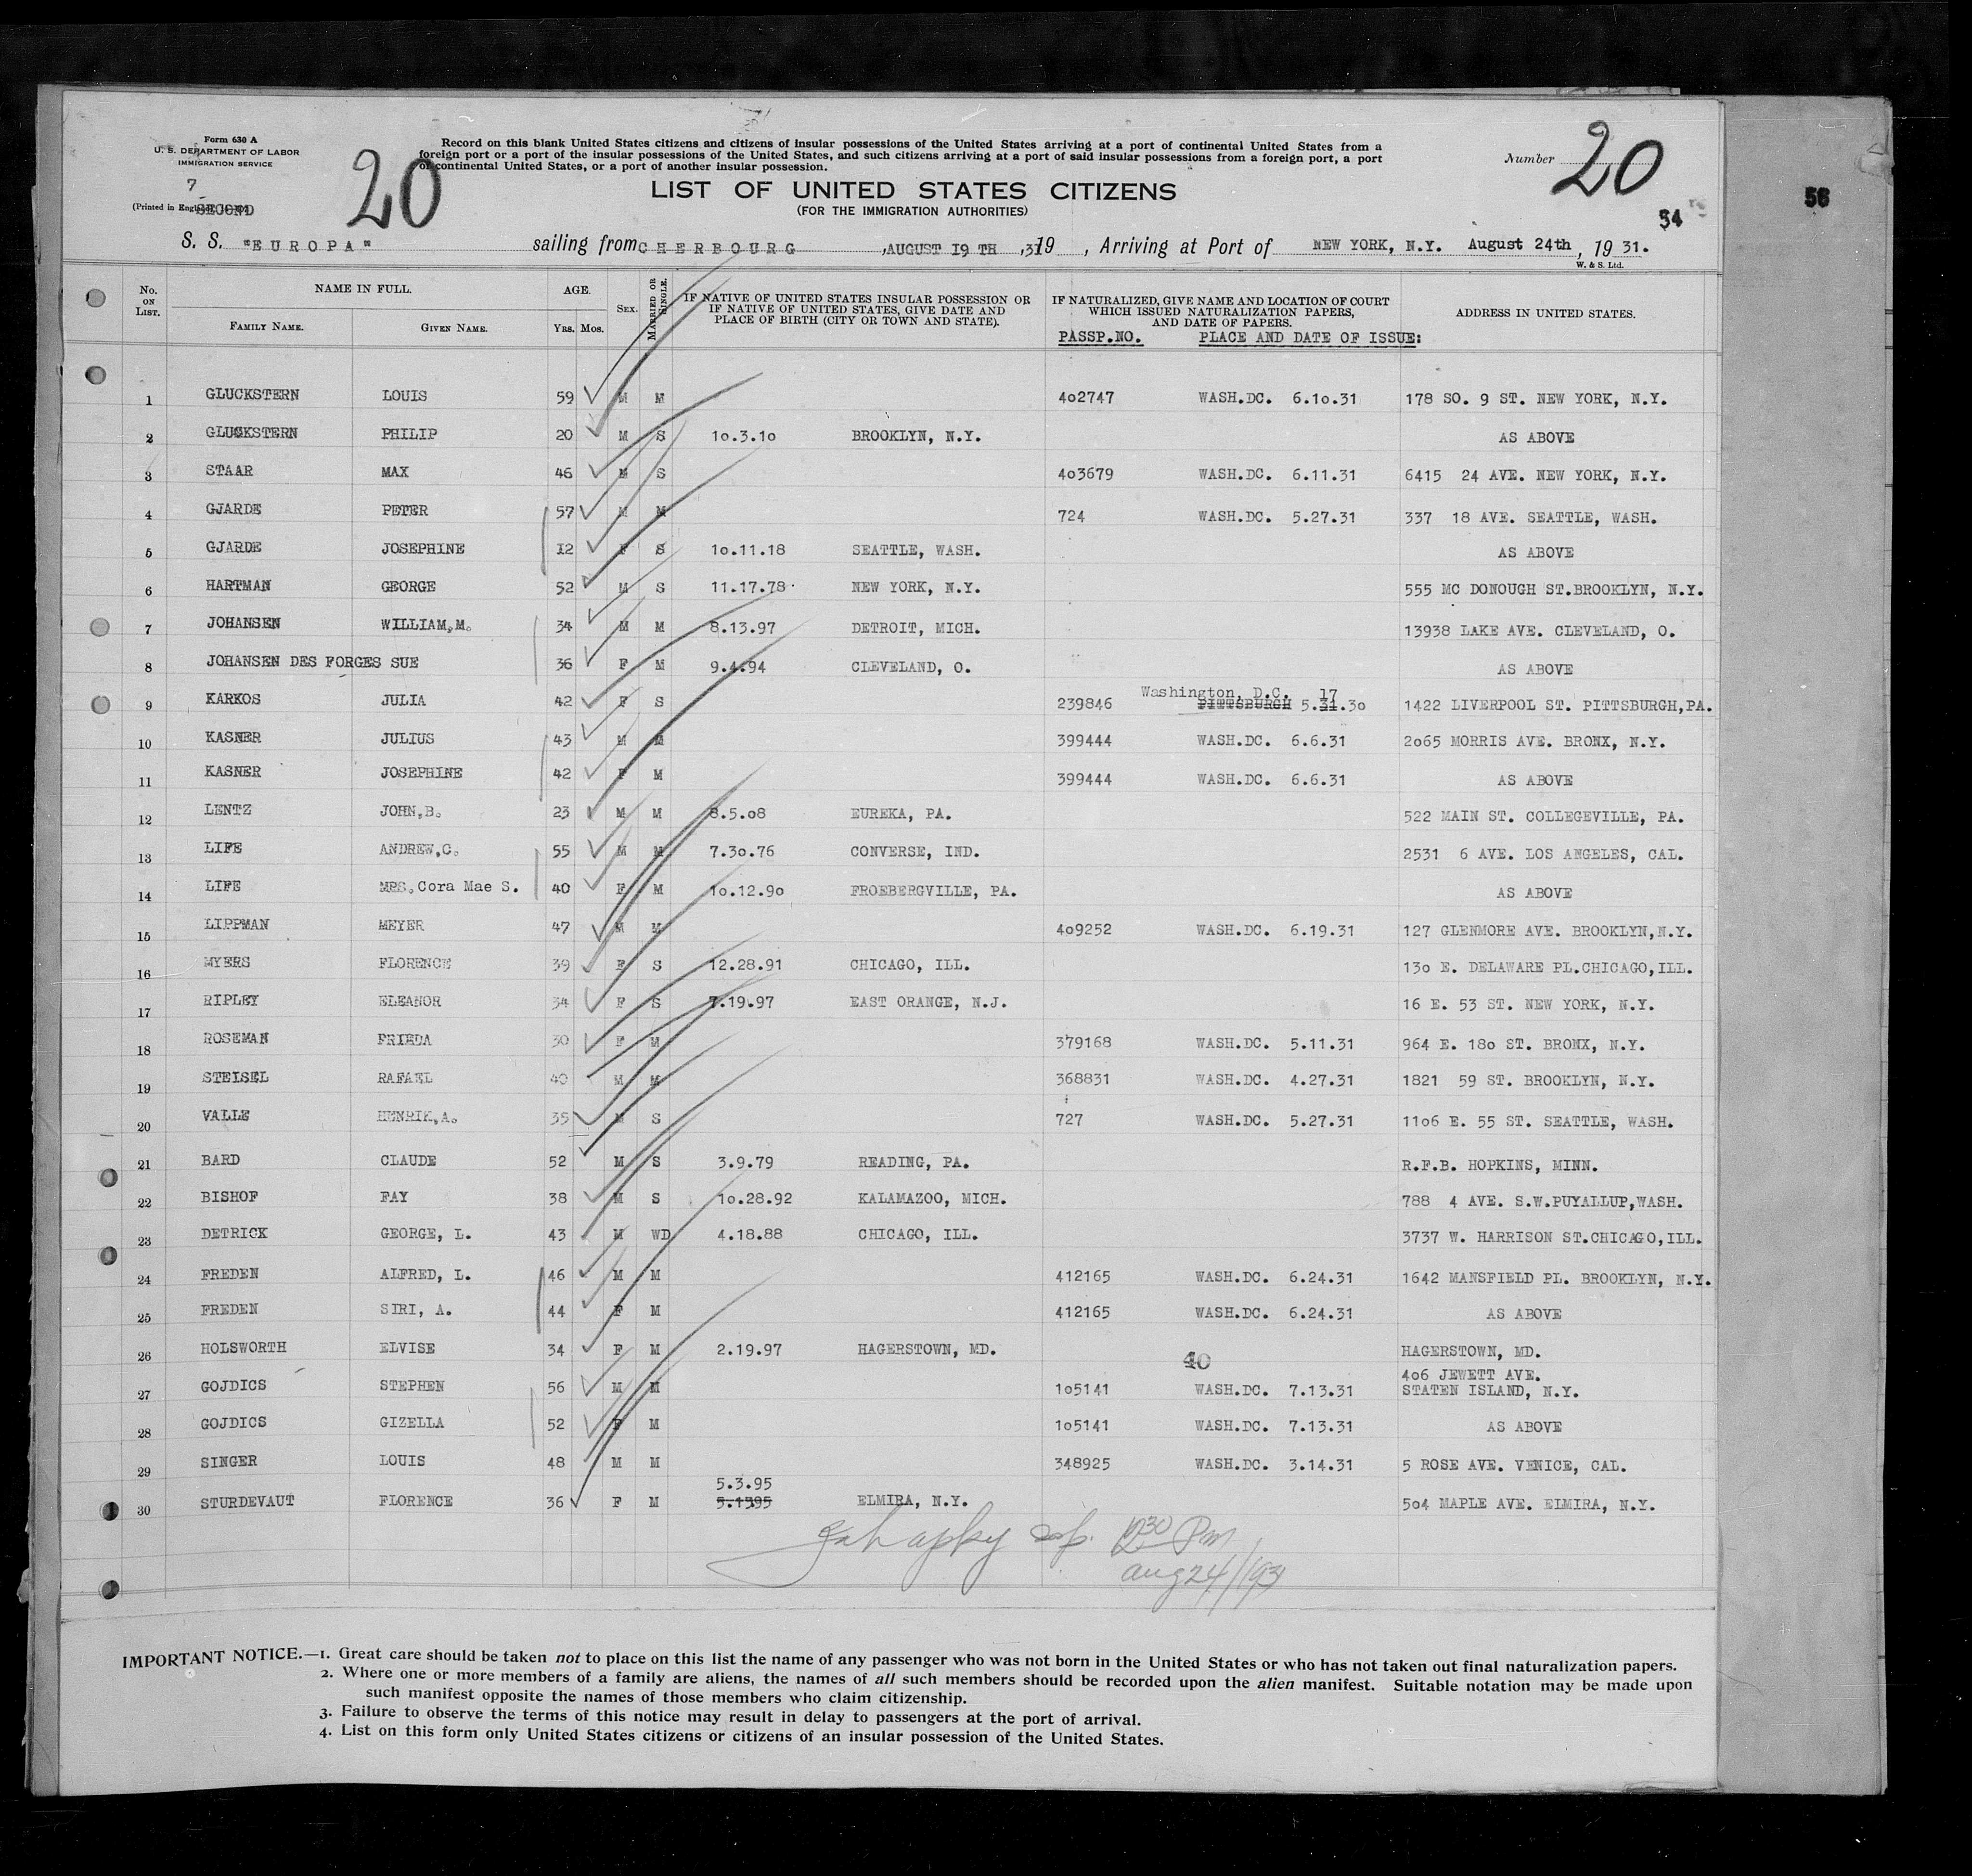 Form 630 A
U. S. DEPARTMENT OF LABOR
IMMIGRATION SERVICE
7
SECOND
20
Record on this blank United States citizens and citizens of insular possessions of the United States arriving at a port of continental United States from a
foreign port or a port of the insular possessions of the United States, and such citizens arriving at a port of said insular possessions from a foreign port, a port
of continental United States, or a port of another insular possession.
Number 20
LIST OF UNITED STATES CITIZENS
(FOR THE IMMIGRATION AUTHORITIES)
56
34
S. S. "EUROPA" sailing from CHERBOURG ,AUGUST 19 TH ,3119 , Arriving at Port of NEW YORK, N.Y. August 24th , 19 31.
W. & S. Ltd.
No. ON LIST. NAME IN FULL. FAMILY NAME. GIVEN NAME. AGE. Yrs. Mos. SEX. MARRIED OR SINGLE. IF NATIVE OF UNITED STATES INSULAR POSSESSION OR IF NATIVE OF UNITED STATES, GIVE DATE AND PLACE OF BIRTH (CITY OR TOWN AND STATE). IF NATURALIZED, GIVE NAME AND LOCATION OF COURT WHICH ISSUED NATURALIZATION PAPERS, AND DATE OF PAPERS. ADDRESS IN UNITED STATES.
PASSP.NO. PLACE AND DATE OF ISSUE:
1 GLUCKSTERN LOUIS 59 M M 402747 WASH.DC. 6.10.31 178 SO. 9 ST. NEW YORK, N.Y.
2 GLUCKSTERN PHILIP 20 M S 10.3.10 BROOKLYN, N.Y. AS ABOVE
3 STAAR MAX 46 M S 403679 WASH.DC. 6.11.31 6415 24 AVE. NEW YORK, N.Y.
4 GJARDE PETER 57 M M 724 WASH.DC. 5.27.31 337 18 AVE. SEATTLE, WASH.
5 GJARDE JOSEPHINE 12 F S 10.11.18 SEATTLE, WASH. AS ABOVE
6 HARTMAN GEORGE 52 M S 11.17.78 NEW YORK, N.Y. 555 MC DONOUGH ST.BROOKLYN, N.Y.
7 JOHANSEN WILLIAM,M. 34 M M 8.13.97 DETROIT, MICH. 13938 LAKE AVE. CLEVELAND, O.
8 JOHANSEN DES FORGES SUE 36 F M 9.4.94 CLEVELAND, O. AS ABOVE
Washington, D.C. 17
9 KARKOS JULIA 42 F S 239846 PITTSBURGH 5.31.30 1422 LIVERPOOL ST. PITTSBURGH,PA.
10 KASNER JULIUS 43 M M 399444 WASH.DC. 6.6.31 2065 MORRIS AVE. BRONX, N.Y.
11 KASNER JOSEPHINE 42 F M 399444 WASH.DC. 6.6.31 AS ABOVE
12 LENTZ JOHN,B. 23 M M 8.5.08 EUREKA, PA. 522 MAIN ST. COLLEGEVILLE, PA.
13 LIFE ANDREW,G. 55 M M 7.30.76 CONVERSE, IND. 2531 6 AVE. LOS ANGELES, CAL.
14 LIFE MRS. Cora Mae S. 40 F M 10.12.90 FROEBERGVILLE, PA. AS ABOVE
15 LIPPMAN MEYER 47 M M 409252 WASH.DC. 6.19.31 127 GLENMORE AVE. BROOKLYN,N.Y.
16 MYERS FLORENCE 39 F S 12.28.91 CHICAGO, ILL. 130 E. DELAWARE PL.CHICAGO,ILL.
17 RIPLEY ELEANOR 34 F S 7.19.97 EAST ORANGE, N.J. 16 E. 53 ST. NEW YORK, N.Y.
18 ROSEMAN FRIEDA 30 F M 379168 WASH.DC. 5.11.31 964 E. 180 ST. BRONX, N.Y.
19 STEISEL RAFAEL 40 M M 368831 WASH.DC. 4.27.31 1821 59 ST. BROOKLYN, N.Y.
20 VALLE HENRIK,A. 35 M S 727 WASH.DC. 5.27.31 1106 E. 55 ST. SEATTLE, WASH.
21 BARD CLAUDE 52 M S 3.9.79 READING, PA. R.F.B. HOPKINS, MINN.
22 BISHOF FAY 38 M S 10.28.92 KALAMAZOO, MICH. 788 4 AVE. S.W.PUYALLUP,WASH.
23 DETRICK GEORGE, L. 43 M WD 4.18.88 CHICAGO, ILL. 3737 W. HARRISON ST.CHICAGO,ILL.
24 FREDEN ALFRED, L. 46 M M 412165 WASH.DC. 6.24.31 1642 MANSFIELD PL. BROOKLYN, N.Y.
25 FREDEN SIRI, A. 44 F M 412165 WASH.DC. 6.24.31 AS ABOVE
26 HOLSWORTH ELVISE 34 F M 2.19.97 HAGERSTOWN, MD. HAGERSTOWN, MD.
40
406 JEWETT AVE.
27 GOJDICS STEPHEN 56 M M 105141 WASH.DC. 7.13.31 STATEN ISLAND, N.Y.
28 GOJDICS GIZELLA 52 F M 105141 WASH.DC. 7.13.31 AS ABOVE
29 SINGER LOUIS 48 M M 348925 WASH.DC. 3.14.31 5 ROSE AVE. VENICE, CAL.
5.3.95
30 STURDEVAUT FLORENCE 36 F M 5.1395 ELMIRA, N.Y. 504 MAPLE AVE. ELMIRA, N.Y.
1230 Pm
aug 24/1931
IMPORTANT NOTICE.—1. Great care should be taken not to place on this list the name of any passenger who was not born in the United States or who has not taken out final naturalization papers.
2. Where one or more members of a family are aliens, the names of all such members should be recorded upon the alien manifest. Suitable notation may be made upon
such manifest opposite the names of those members who claim citizenship.
3. Failure to observe the terms of this notice may result in delay to passengers at the port of arrival.
4. List on this form only United States citizens or citizens of an insular possession of the United States.